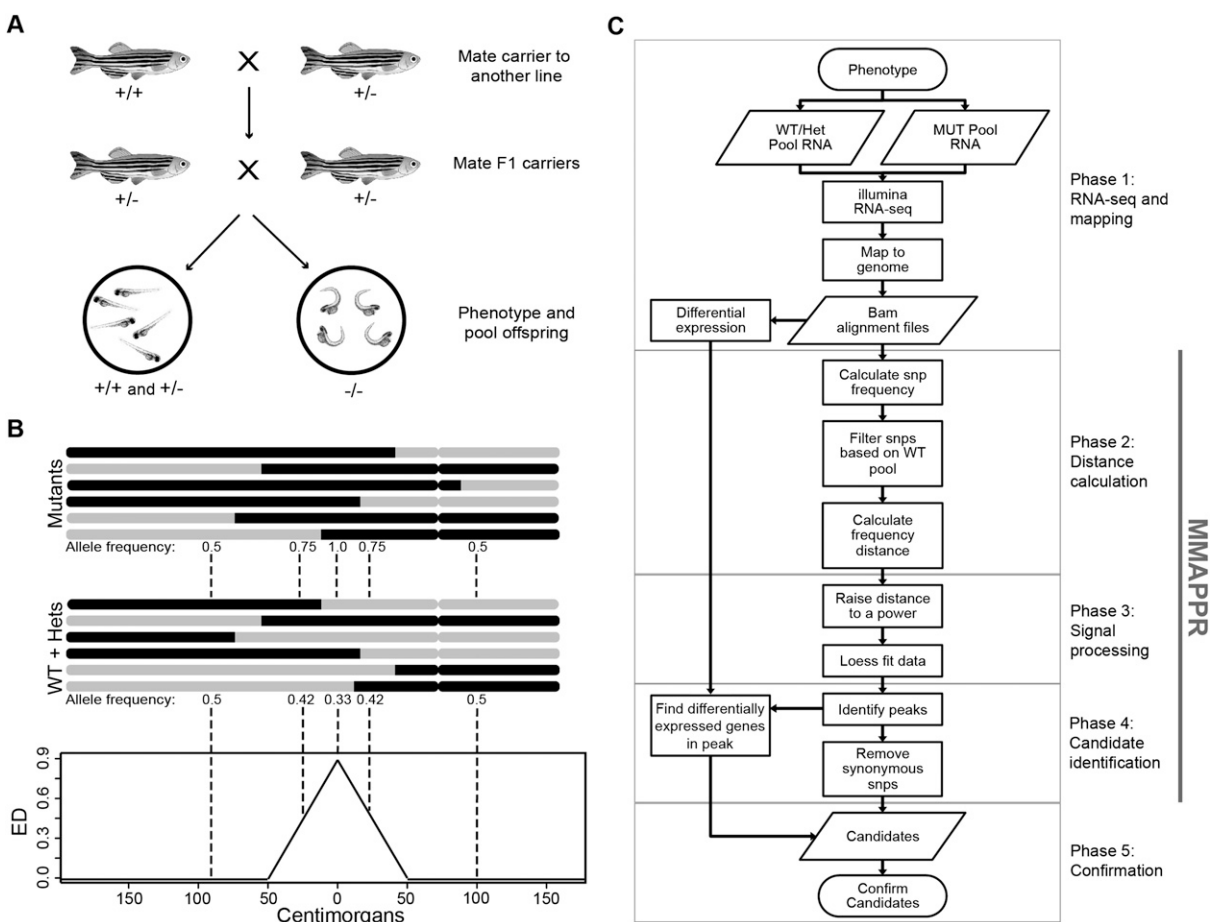 A
X
Mate carrier to
another line
+/+
+/-
X
Mate F1 carriers
+/-
+/-
Phenotype and
pool offspring
+/+ and +/-
-/-
B
Mutants
Allele frequency: 0.5 0.75 1.0 0.75 0.5
WT + Hets
Allele frequency: 0.5 0.42 0.33 0.42 0.5
ED
0.9
0.6
0.3
0.0
150 100 50 0 50 100 150
Centimorgans
C
Phenotype
WT/Het
Pool RNA
MUT Pool
RNA
illumina
RNA-seq
Map to
genome
Differential
expression
Bam
alignment files
Phase 1:
RNA-seq and
mapping
Calculate snp
frequency
Filter snps
based on WT
pool
Calculate
frequency
distance
Phase 2:
Distance
calculation
Raise distance
to a power
Loess fit data
Phase 3:
Signal
processing
Find differentially
expressed genes
in peak
Identify peaks
Remove
synonymous
snps
Phase 4:
Candidate
identification
MMAPPR
Candidates
Confirm
Candidates
Phase 5:
Confirmation